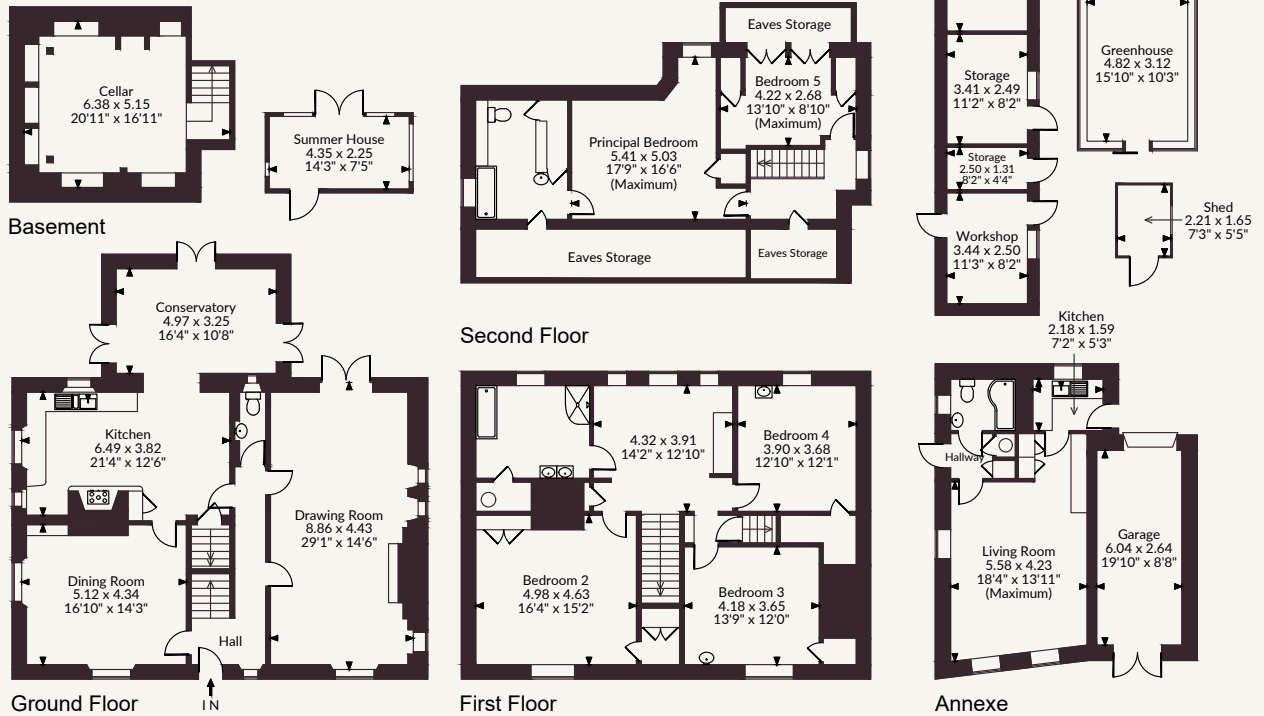 Cellar
6.38 x 5.15
20'11" x 16'11"
Basement
Summer House
4.35 x 2.25
14'3" x 7'5"
Eaves Storage
Bedroom 5
4.22 x 2.68
13'10" x 8'10"
(Maximum)
Principal Bedroom
5.41 x 5.03
17'9" x 16'6"
(Maximum)
Eaves Storage
Eaves Storage
Second Floor
Storage
3.41 x 2.49
11'2" x 8'2"
Storage
2.50 x 1.31
8'2" x 4'4"
Workshop
3.44 x 2.50
11'3" x 8'2"
Greenhouse
4.82 x 3.12
15'10" x 10'3"
Shed
2.21 x 1.65
7'3" x 5'5"
Conservatory
4.97 x 3.25
16'4" x 10'8"
Kitchen
6.49 x 3.82
21'4" x 12'6"
Drawing Room
8.86 x 4.43
29'1" x 14'6"
Dining Room
5.12 x 4.34
16'10" x 14'3"
Hall
IN
Ground Floor
4.32 x 3.91
14'2" x 12'10"
Bedroom 4
3.90 x 3.68
12'10" x 12'1"
Bedroom 2
4.98 x 4.63
16'4" x 15'2"
Bedroom 3
4.18 x 3.65
13'9" x 12'0"
First Floor
Kitchen
2.18 x 1.59
7'2" x 5'3"
Hallway
Living Room
5.58 x 4.23
18'4" x 13'11"
(Maximum)
Garage
6.04 x 2.64
19'10" x 8'8"
Annexe